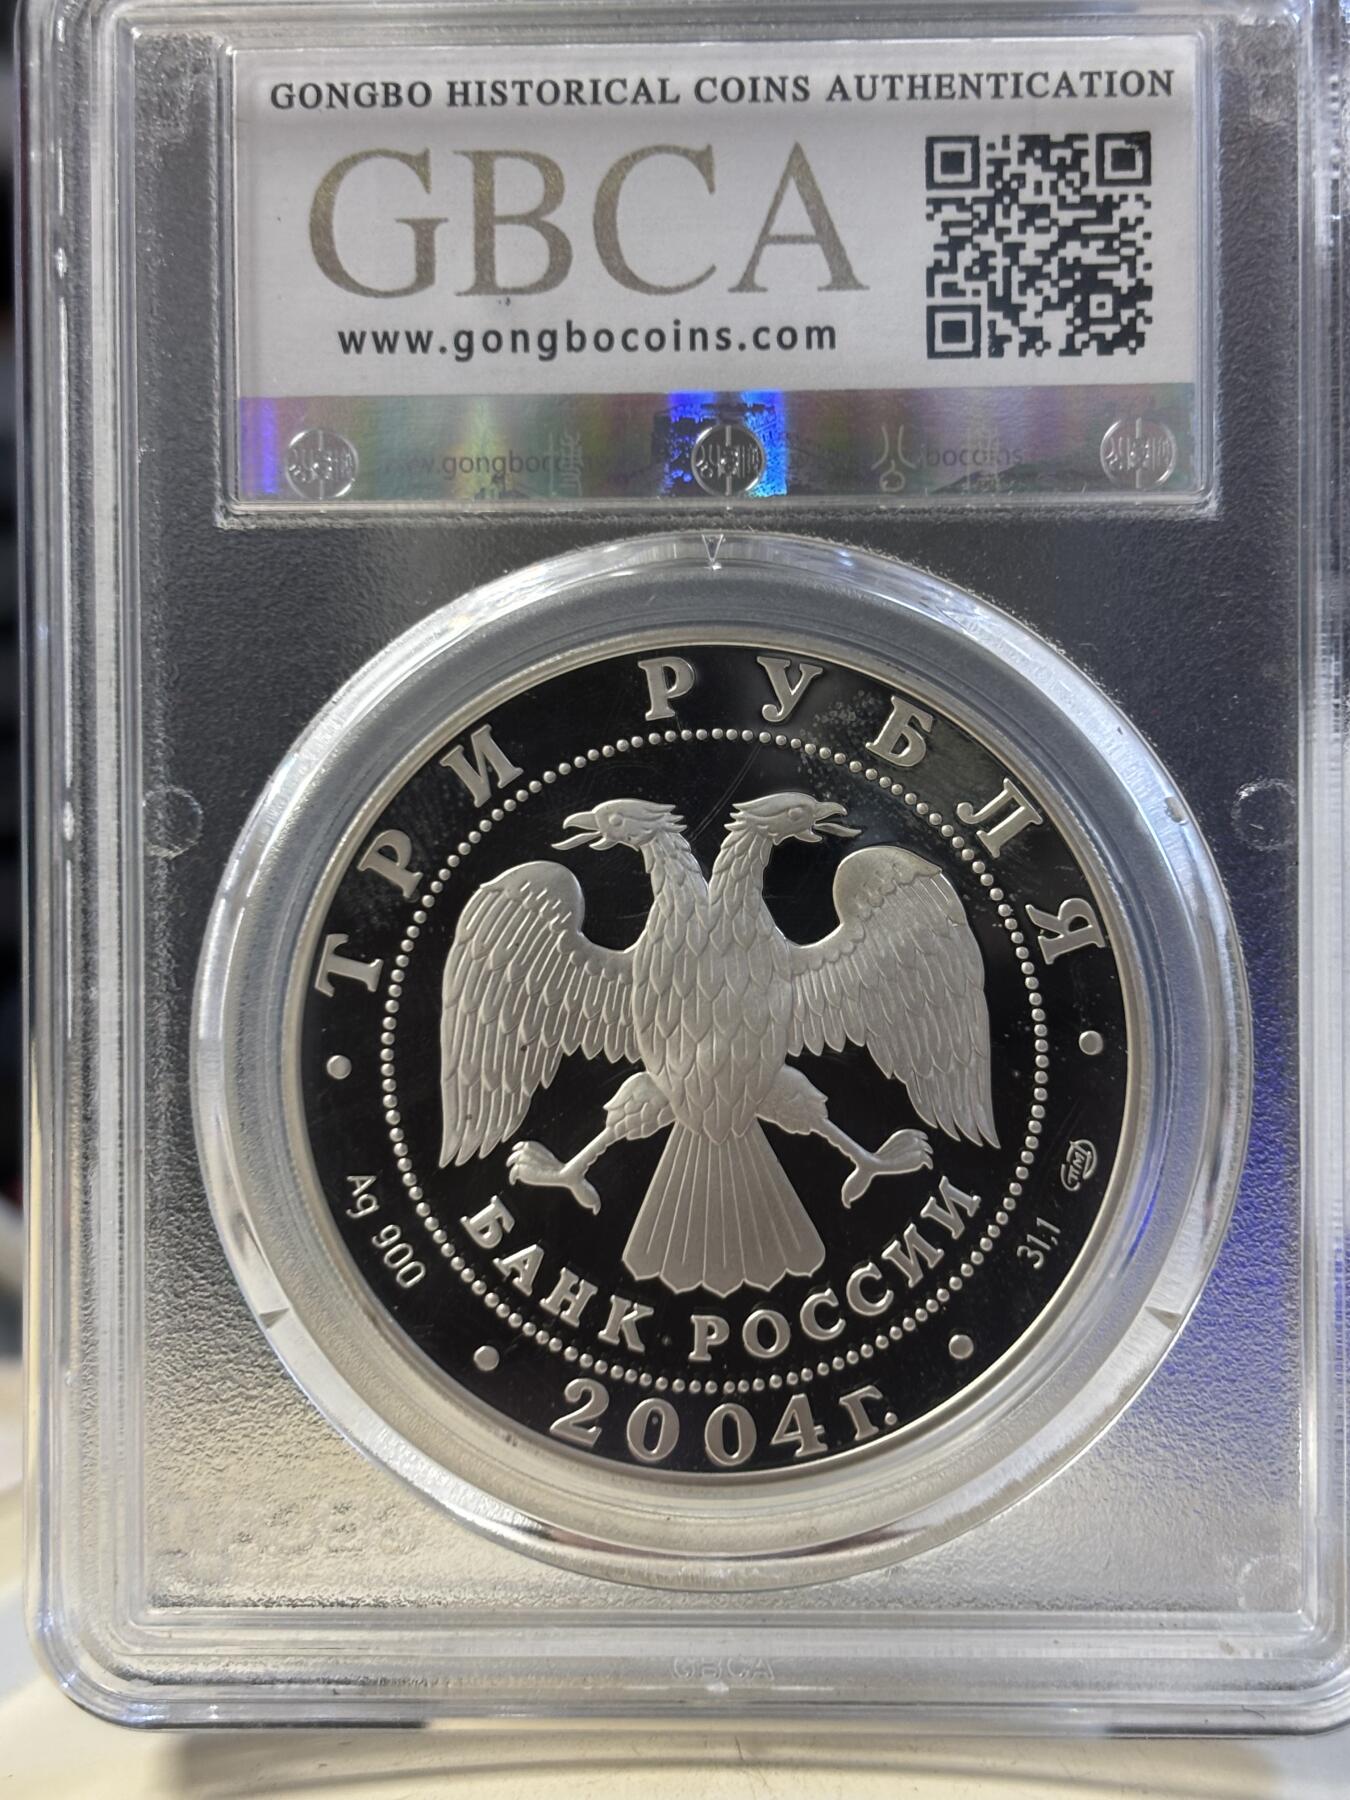 GONGBO HISTORICAL COINS AUTHENTICATION
GBCA
www.gongbocoins.com
ТРИ РУБЛЯ
Ag 900
31,1
БАНК РОССИИ
2004г.
GBCA